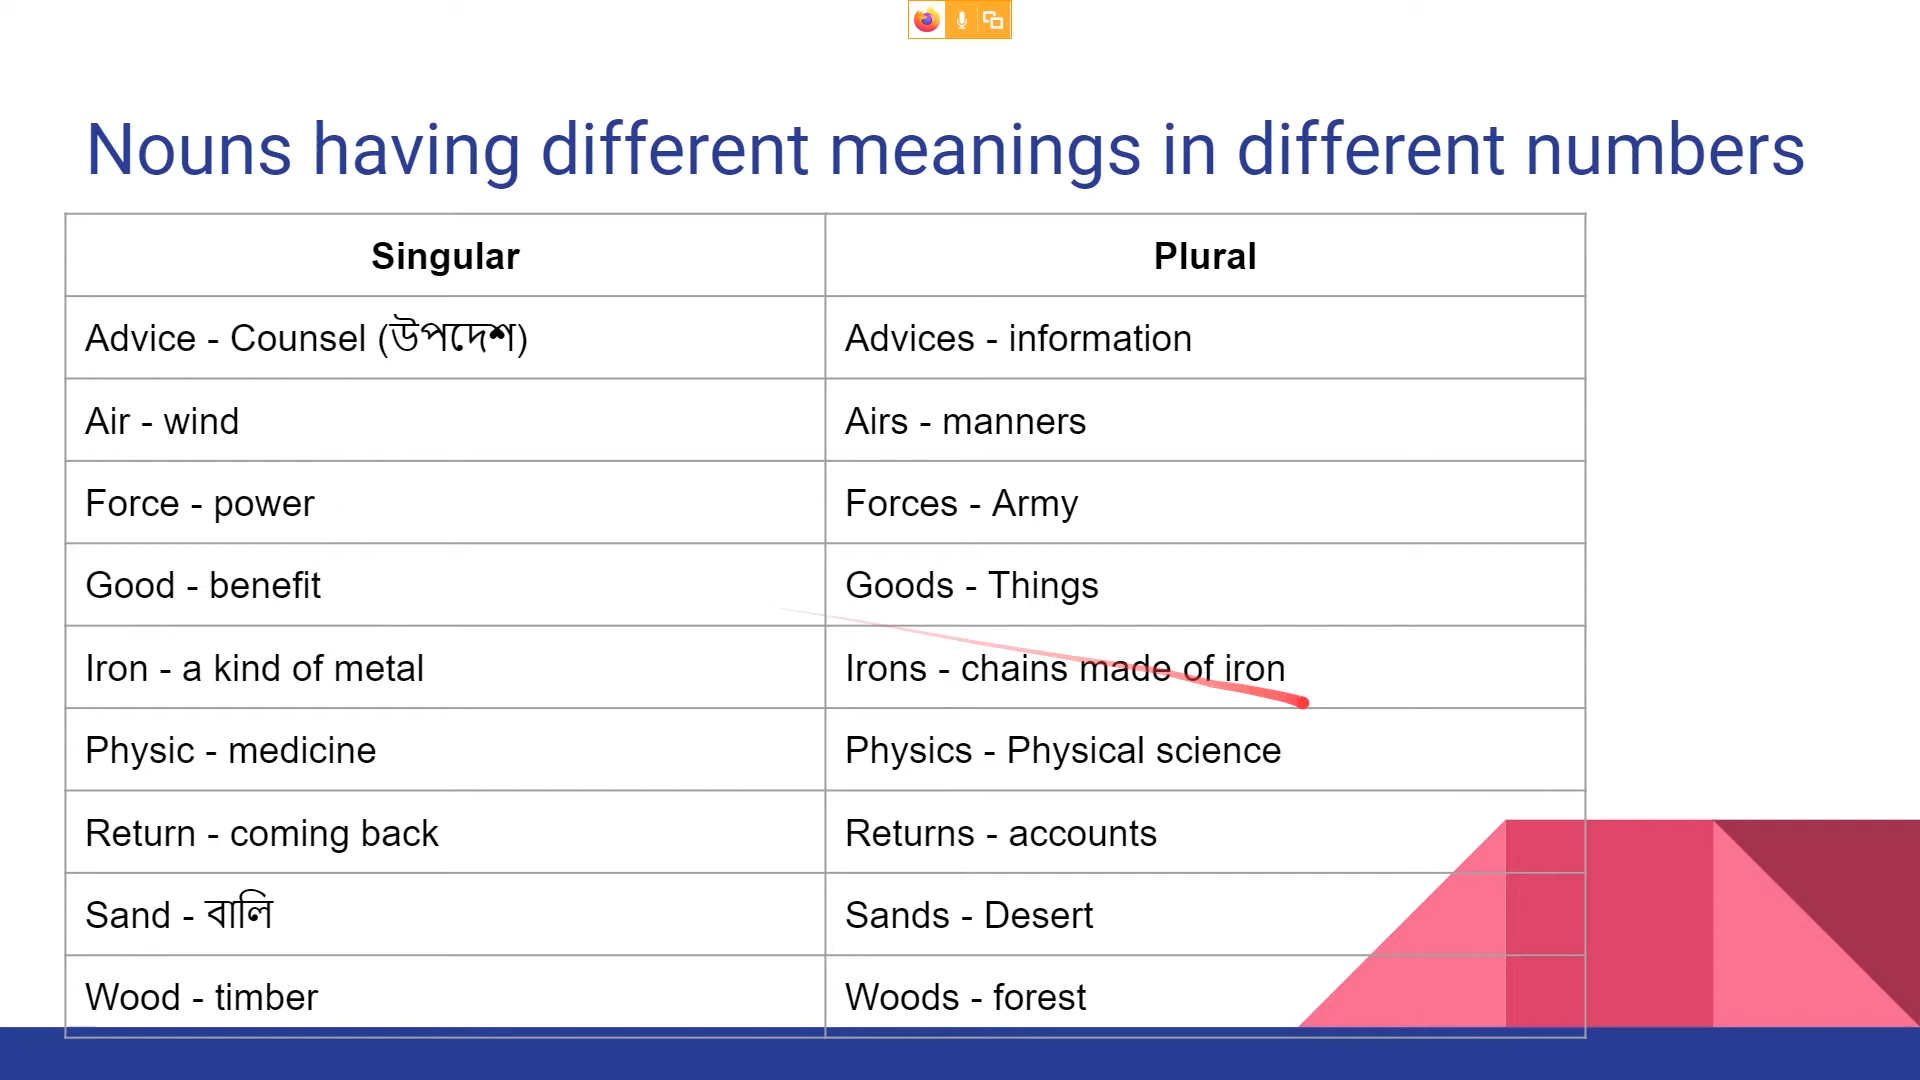 Nouns having different meanings in different numbers
Singular Plural
Advice - Counsel (উপদেশ) Advices - information
Air - wind Airs - manners
Force - power Forces - Army
Good - benefit Goods - Things
Iron - a kind of metal Irons - chains made of iron
Physic - medicine Physics - Physical science
Return - coming back Returns - accounts
Sand - বালি Sands - Desert
Wood - timber Woods - forest